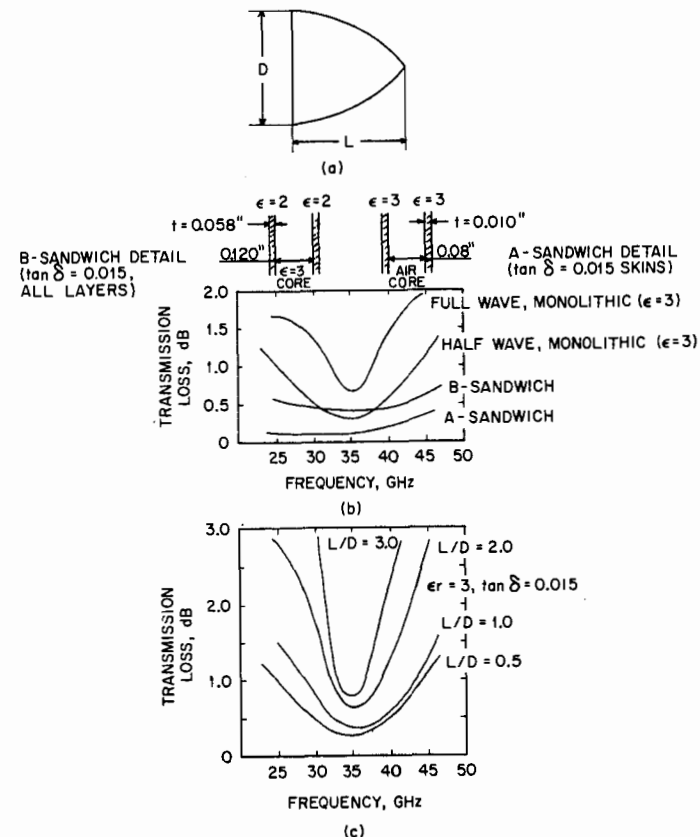 D
L
(a)
ϵ=2 ϵ=2 ϵ=3 ϵ=3
t=0.058" t=0.010"
0.120" 0.08"
B-SANDWICH DETAIL
(tan δ = 0.015,
ALL LAYERS)
ϵ=3
CORE
AIR
CORE
A-SANDWICH DETAIL
(tan δ = 0.015 SKINS)
TRANSMISSION
LOSS, dB
2.0
1.5
1.0
0.5
0
FULL WAVE, MONOLITHIC (ϵ=3)
HALF WAVE, MONOLITHIC (ϵ=3)
B-SANDWICH
A-SANDWICH
25 30 35 40 45 50
FREQUENCY, GHz
(b)
TRANSMISSION
LOSS, dB
3.0
2.0
1.0
0
L/D = 3.0
L/D = 2.0
ϵr = 3, tan δ = 0.015
L/D = 1.0
L/D = 0.5
25 30 35 40 45 50
FREQUENCY, GHz
(c)